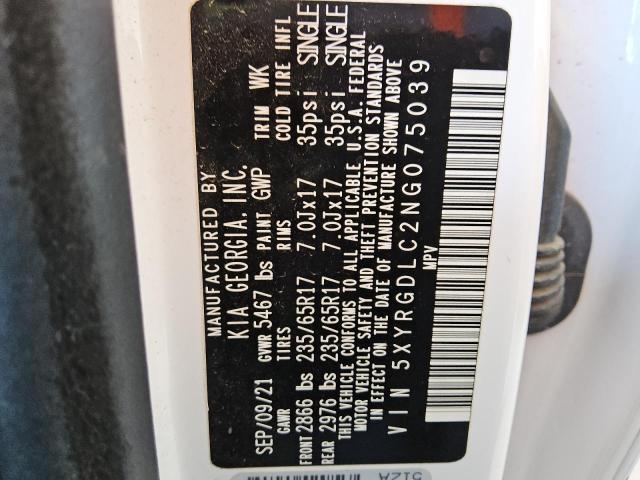 MANUFACTURED BY
KIA GEORGIA, INC.
SEP/09/21 GVWR 5467 lbs PAINT GWP TRIM WK
GAWR TIRES RIMS COLD TIRE INFL
FRONT 2866 lbs 235/65R17 7.0Jx17 35psi SINGLE
REAR 2976 lbs 235/65R17 7.0Jx17 35psi SINGLE
THIS VEHICLE CONFORMS TO ALL APPLICABLE U.S.A. FEDERAL
MOTOR VEHICLE SAFETY AND THEFT PREVENTION STANDARDS
IN EFFECT ON THE DATE OF MANUFACTURE SHOWN ABOVE
VIN 5XYRGDLC2NG075039
MPV
51ZA